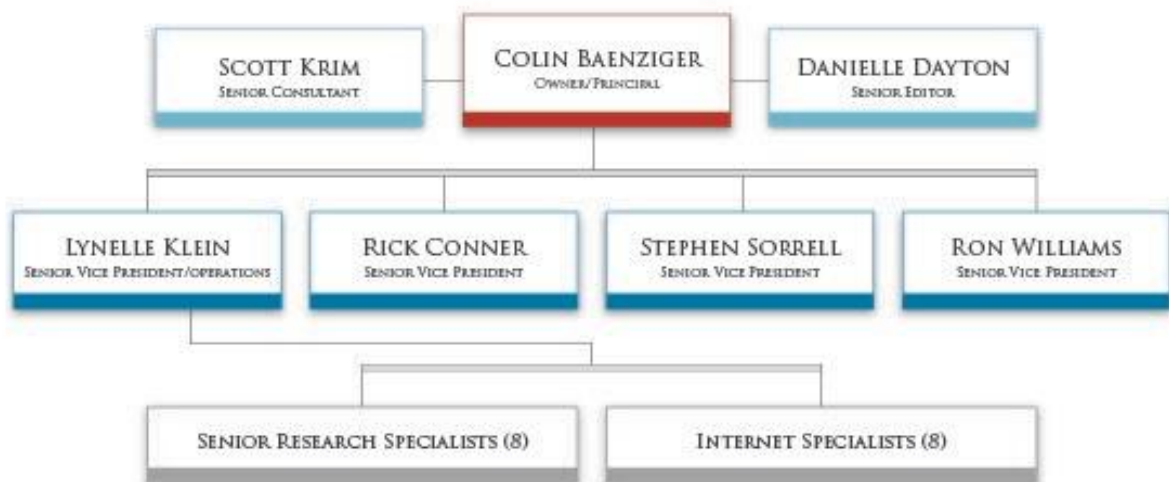 Scott Krim
Senior Consultant
Colin Baenziger
Owner/Principal
Danielle Dayton
Senior Editor
Lynelle Klein
Senior Vice President/operations
Rick Conner
Senior Vice President
Stephen Sorrell
Senior Vice President
Ron Williams
Senior Vice President
Senior Research Specialists (8)
Internet Specialists (8)